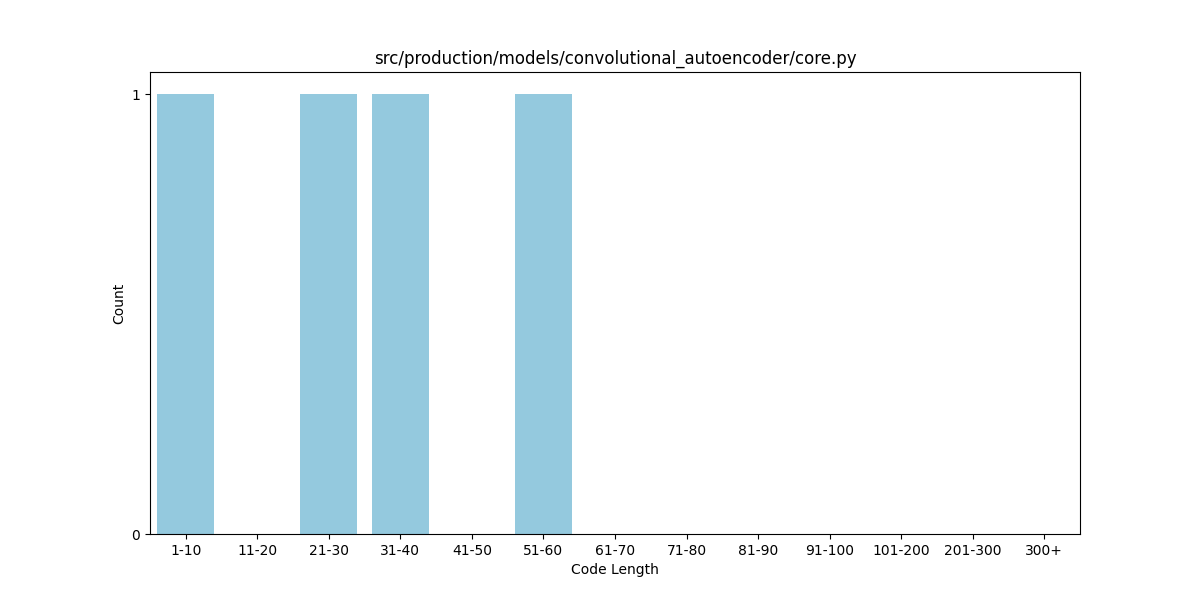 src/production/models/convolutional_autoencoder/core.py
1
Count
0
1-10 11-20 21-30 31-40 41-50 51-60 61-70 71-80 81-90 91-100 101-200 201-300 300+
Code Length